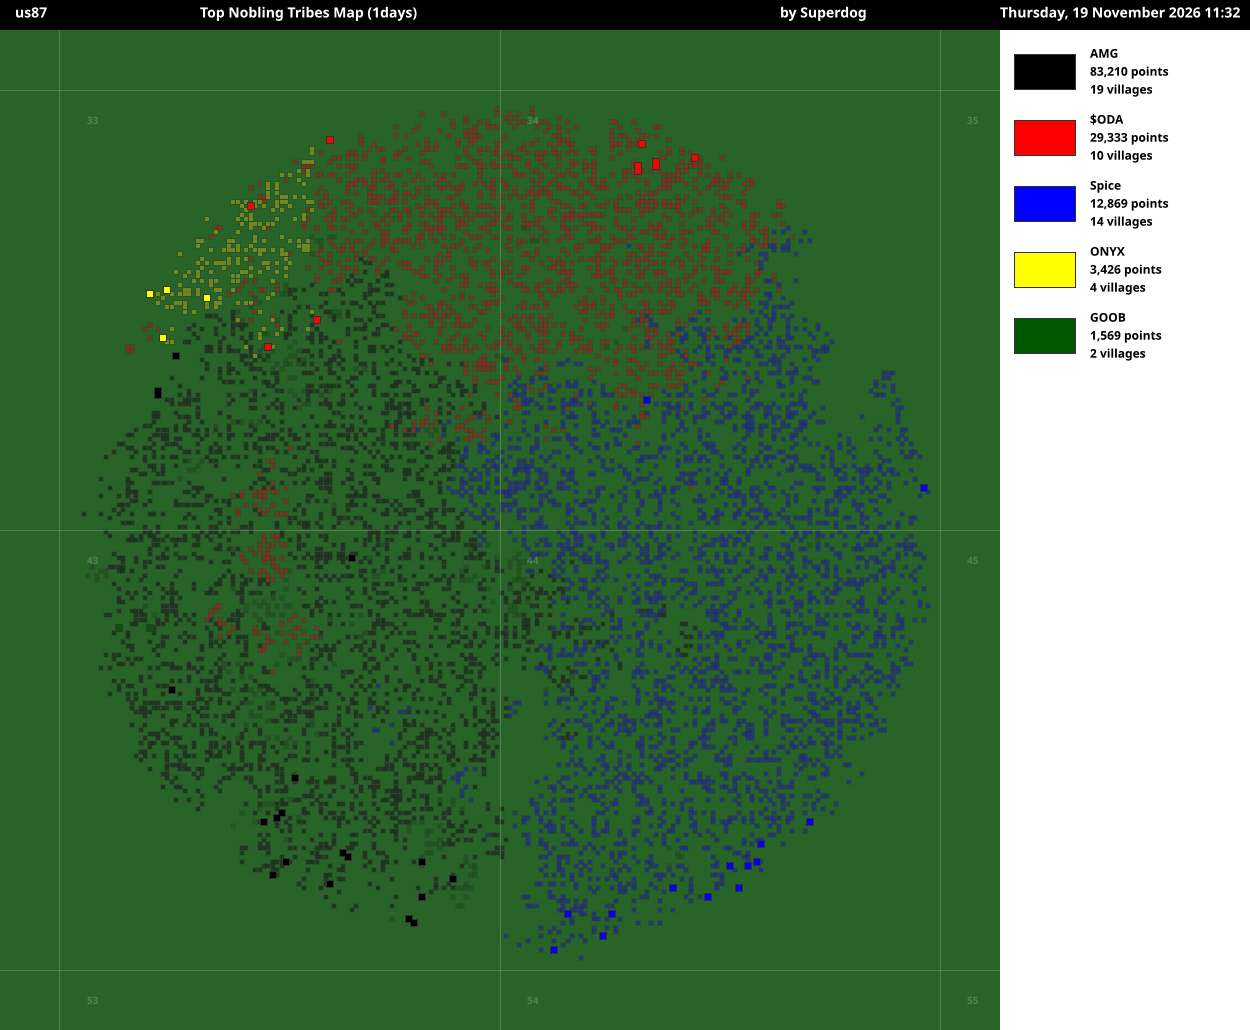 us87
Top Nobling Tribes Map (1days)
by Superdog
Thursday, 19 November 2026 11:32
AMG
83,210 points
19 villages
$ODA
29,333 points
10 villages
Spice
12,869 points
14 villages
ONYX
3,426 points
4 villages
GOOB
1,569 points
2 villages
33
34
35
43
44
45
53
54
55